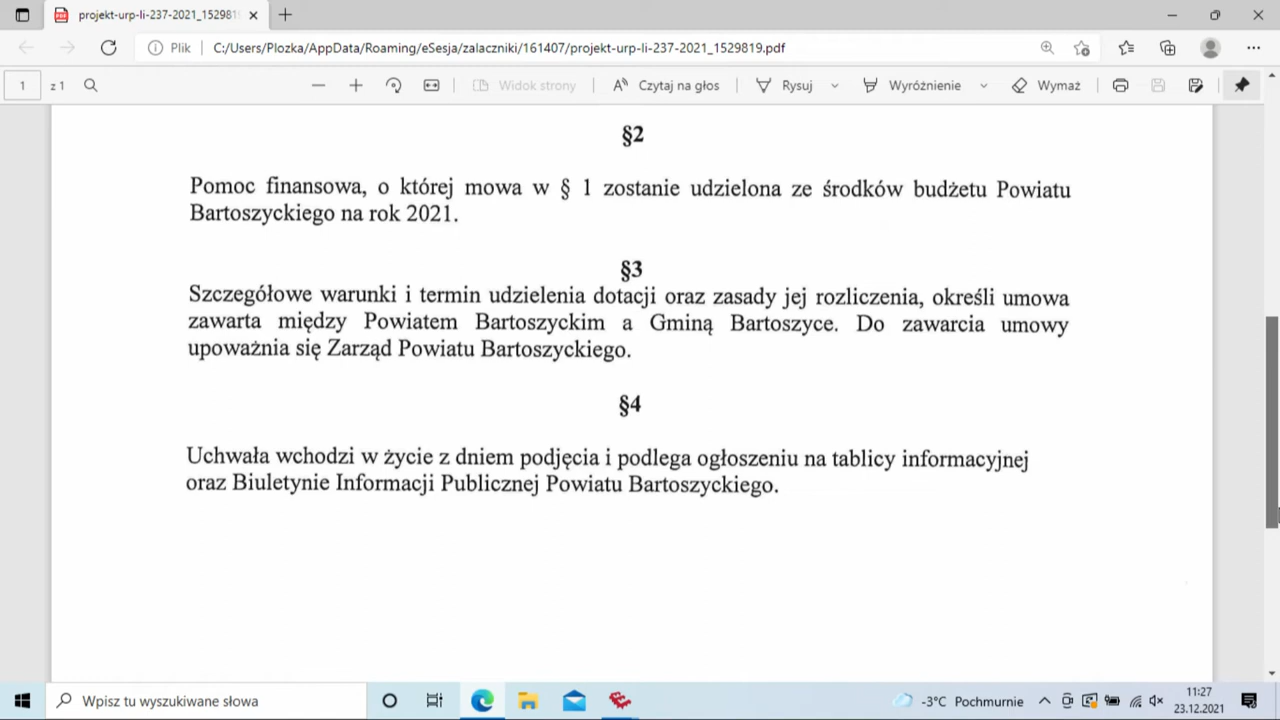 projekt-urp-li-237-2021_1529819
Plik
C:/Users/Plozka/AppData/Roaming/eSesja/zalaczniki/161407/projekt-urp-li-237-2021_1529819.pdf
1 z 1 Widok strony Czytaj na głos Rysuj Wyróżnienie Wymaż
§2
Pomoc finansowa, o której mowa w § 1 zostanie udzielona ze środków budżetu Powiatu
Bartoszyckiego na rok 2021.
§3
Szczegółowe warunki i termin udzielenia dotacji oraz zasady jej rozliczenia, określi umowa
zawarta między Powiatem Bartoszyckim a Gminą Bartoszyce. Do zawarcia umowy
upoważnia się Zarząd Powiatu Bartoszyckiego.
§4
Uchwała wchodzi w życie z dniem podjęcia i podlega ogłoszeniu na tablicy informacyjnej
oraz Biuletynie Informacji Publicznej Powiatu Bartoszyckiego.
Wpisz tu wyszukiwane słowa
-3°C Pochmurnie
11:27
23.12.2021